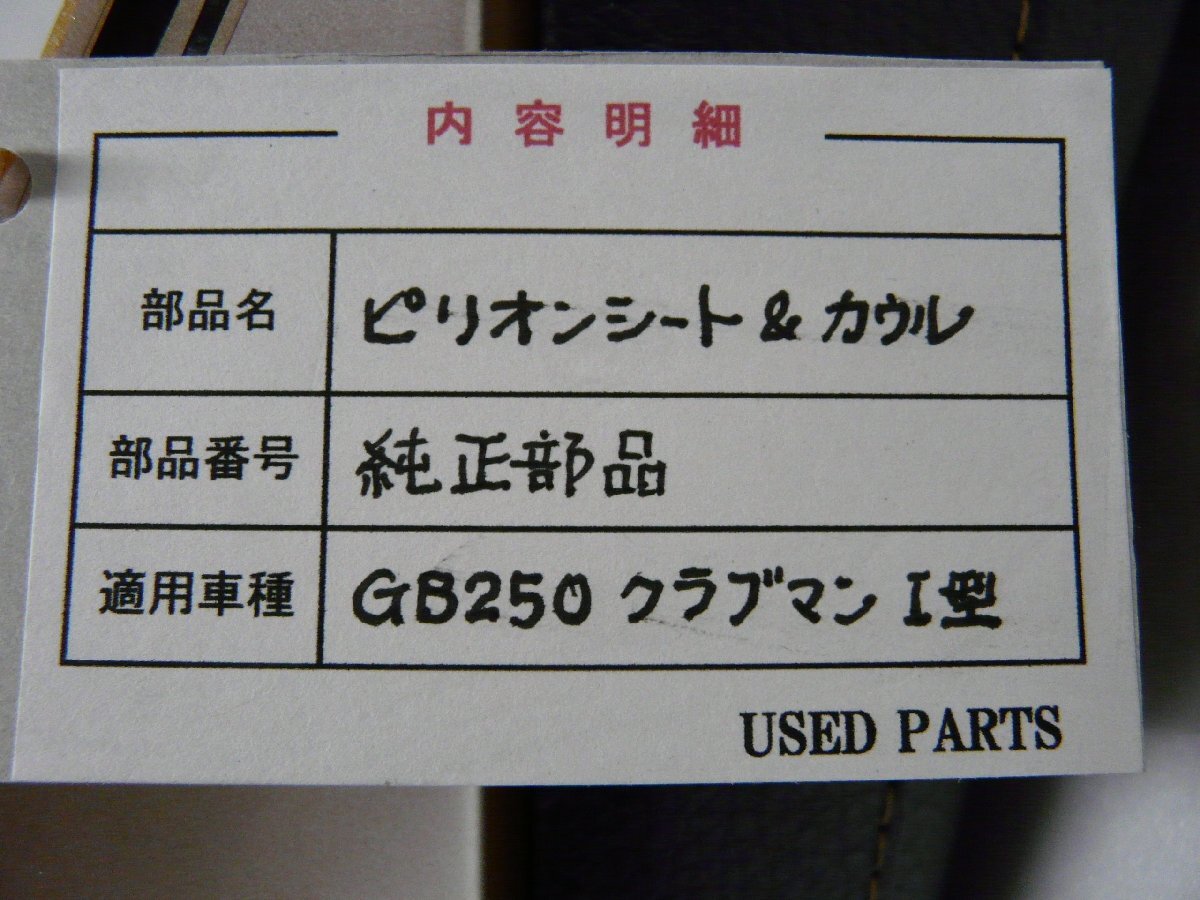 内容明細
部品名 ピリオンシート & カウル
部品番号 純正部品
適用車種 GB250 クラブマン I型
USED PARTS